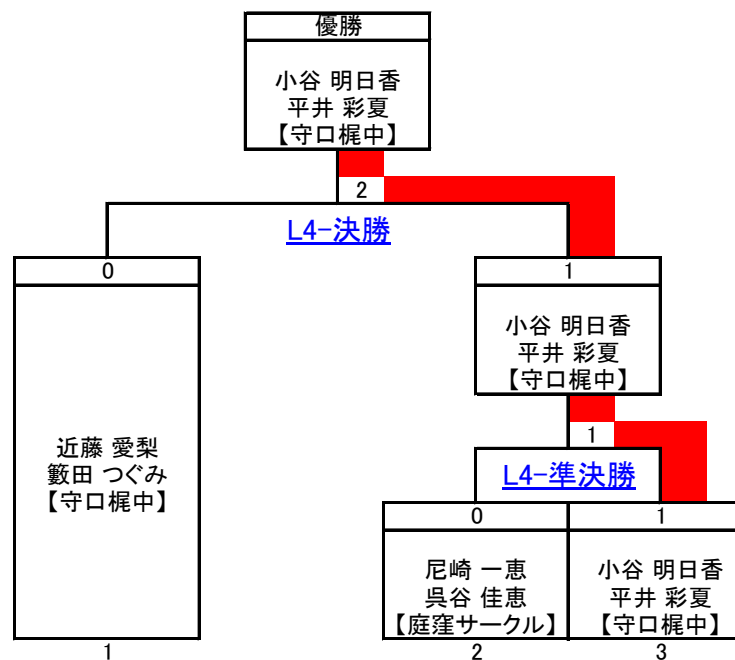 優勝
小谷 明日香
平井 彩夏
【守口梶中】
2
L4-決勝
0
近藤 愛梨
籔田 つぐみ
【守口梶中】
1
1
小谷 明日香
平井 彩夏
【守口梶中】
1
L4-準決勝
0
尼崎 一恵
呉谷 佳恵
【庭窪サークル】
2
1
小谷 明日香
平井 彩夏
【守口梶中】
3